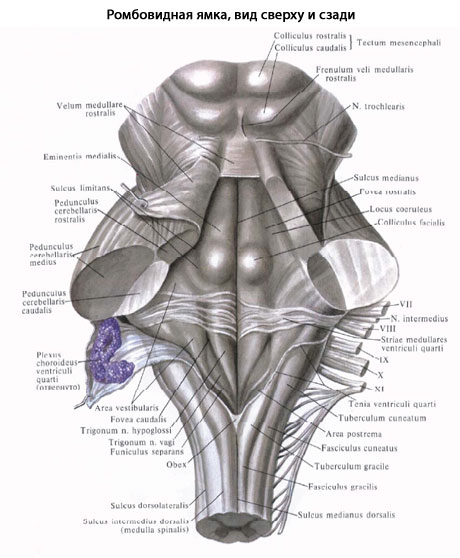 Ромбовидная ямка, вид сверху и сзади
Colliculus rostralis
Colliculus caudalis
Tectum mesencephali
Frenulum veli medullaris
rostralis
Velum medullare
rostralis
N. trochlearis
Eminentia medialis
Sulcus medianus
Sulcus limitans
Fovea rostralis
Pedunculus
cerebellaris
rostralis
Locus coeruleus
Colliculus facialis
Pedunculus
cerebellaris
medius
Pedunculus
cerebellaris
caudalis
VII
N. intermedius
VIII
Striae medullares
ventriculi quarti
IX
X
XI
Plexus
choroideus
ventriculi
quarti
Tenia ventriculi quarti
Area vestibularis
Fovea caudalis
Tuberculum cuneatum
Trigonum n. hypoglossi
Area postrema
Trigonum n. vagi
Funiculus separans
Fasciculus cuneatus
Obex
Tuberculum gracile
Fasciculus gracilis
Sulcus dorsolateralis
Sulcus medianus dorsalis
Sulcus intermedius dorsalis
(medulla spinalis)